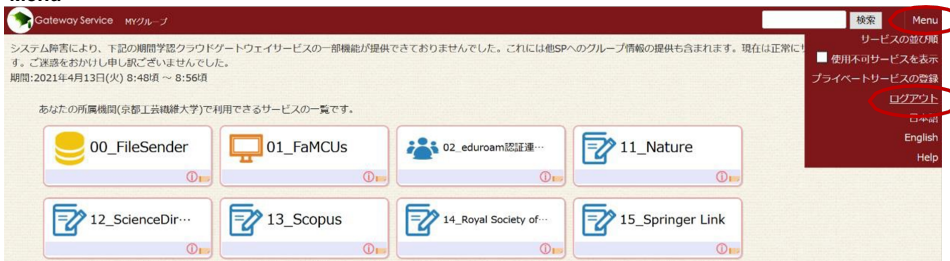 Gateway Service MYグループ 検索 Menu
システム障害により、下記の期間学認クラウドゲートウェイサービスの一部機能が提供できておりませんでした。これには他SPへのグループ情報の提供も含まれます。現在は正常に
す。ご迷惑をおかけし申し訳ございませんでした。
期間:2021年4月13日(火) 8:48頃 ~ 8:56頃
サービスの並び順
使用不可サービスを表示
プライベートサービスの登録
ログアウト
日本語
English
Help
あなたの所属機関(京都工芸繊維大学)で利用できるサービスの一覧です。
00_FileSender
01_FaMCUs
02_eduroam認証連…
11_Nature
12_ScienceDir…
13_Scopus
14_Royal Society of…
15_Springer Link